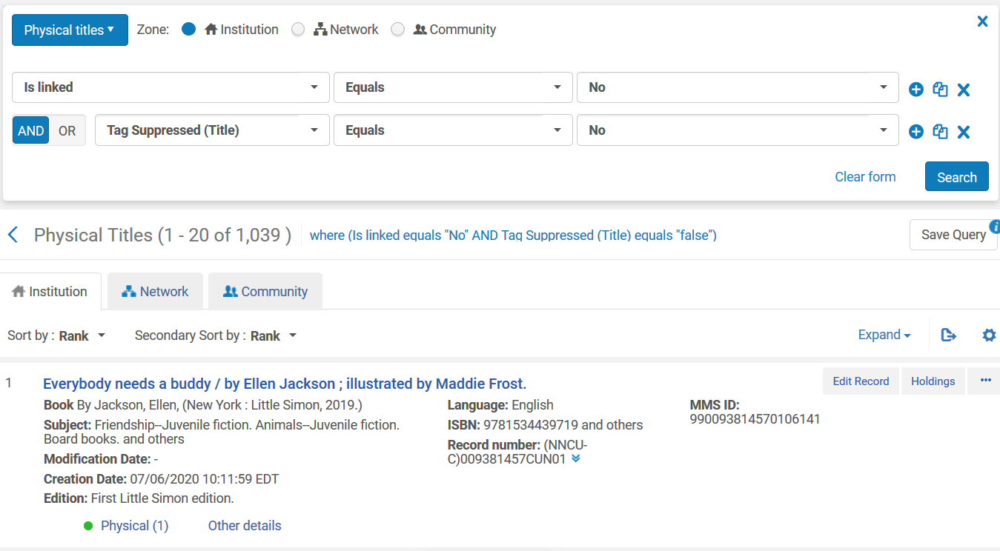 Physical titles Zone: Institution Network Community
Is linked Equals No
AND OR Tag Suppressed (Title) Equals No
Clear form Search
Physical Titles (1 - 20 of 1,039 ) where (Is linked equals "No" AND Tag Suppressed (Title) equals "false") Save Query
Institution Network Community
Sort by : Rank Secondary Sort by : Rank Expand
1 Everybody needs a buddy / by Ellen Jackson ; illustrated by Maddie Frost. Edit Record Holdings
Book By Jackson, Ellen, (New York : Little Simon, 2019.)
Subject: Friendship--Juvenile fiction. Animals--Juvenile fiction.
Board books. and others
Modification Date: -
Creation Date: 07/06/2020 10:11:59 EDT
Edition: First Little Simon edition.
Language: English
ISBN: 9781534439719 and others
Record number: (NNCU-
C)009381457CUN01
MMS ID:
990093814570106141
Physical (1) Other details